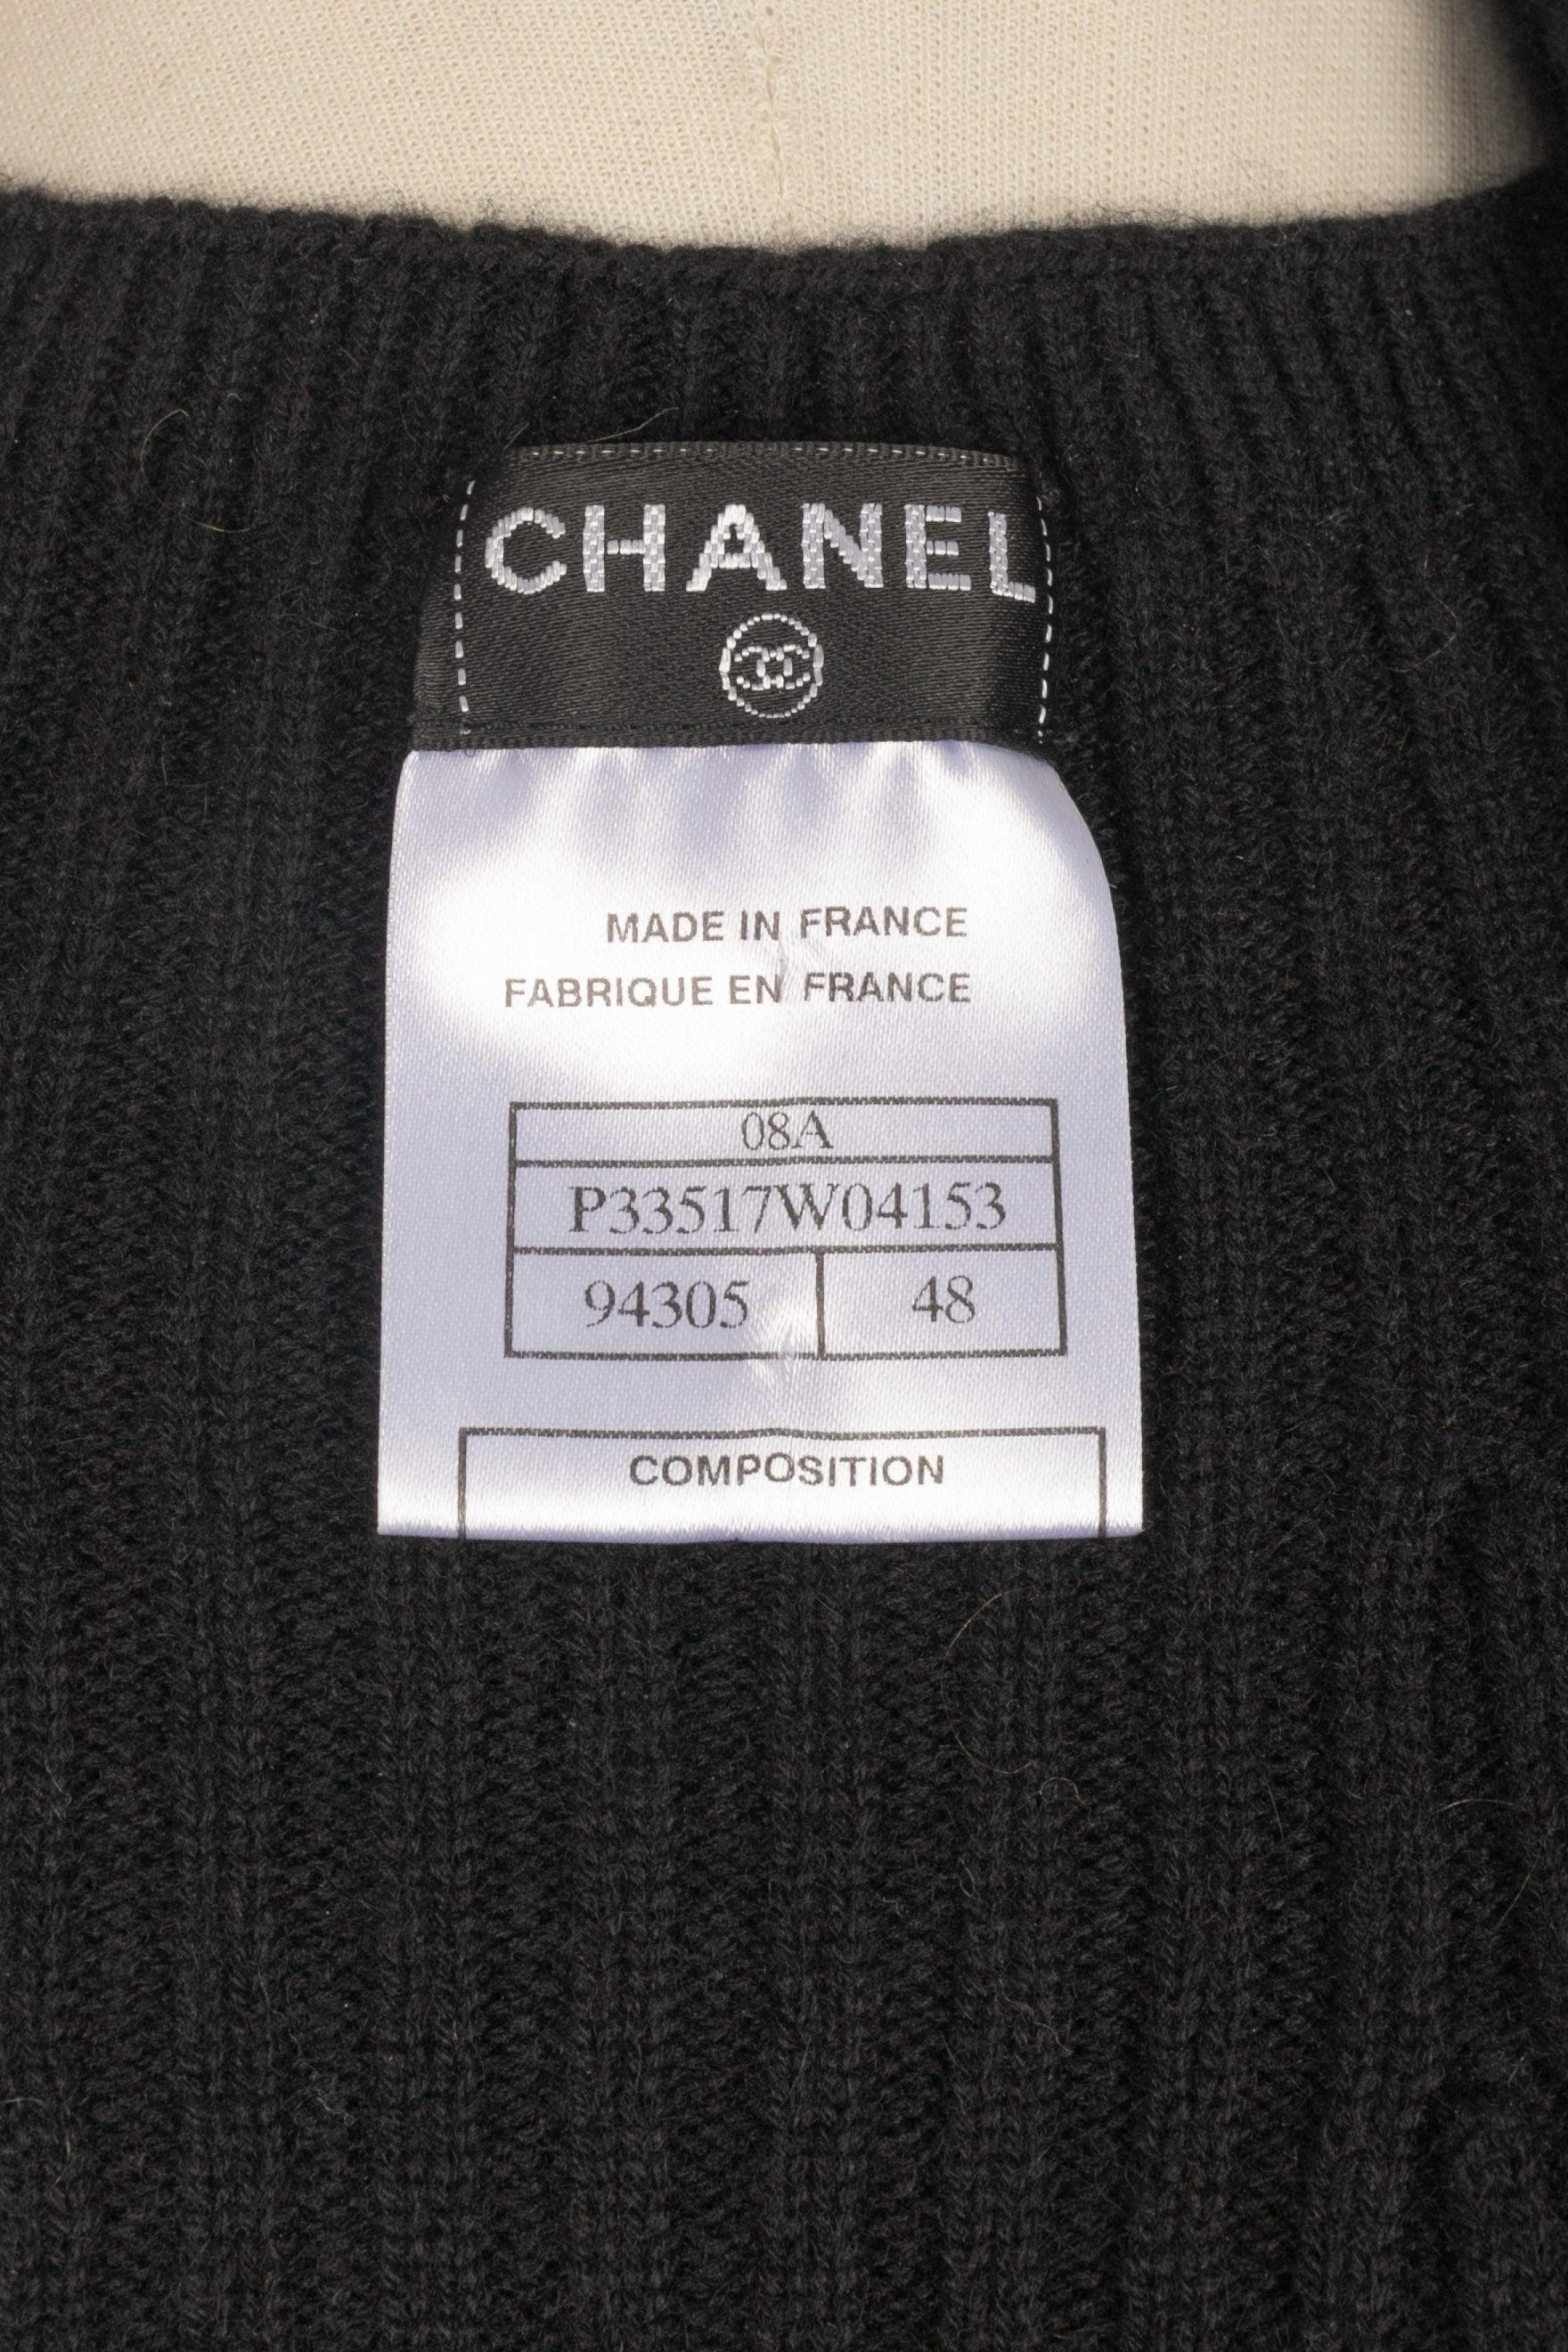 CHANEL
MADE IN FRANCE
FABRIQUE EN FRANCE
08A
P33517W04153
94305 48
COMPOSITION